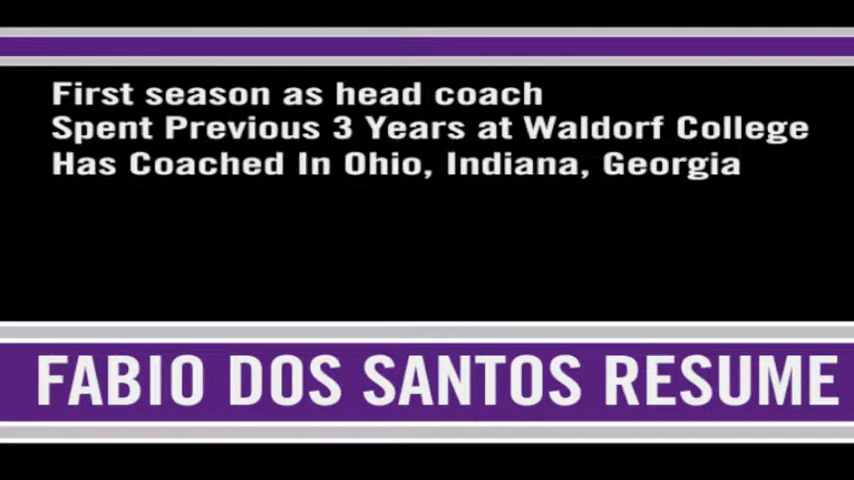 First season as head coach
Spent Previous 3 Years at Waldorf College
Has Coached In Ohio, Indiana, Georgia
FABIO DOS SANTOS RESUME